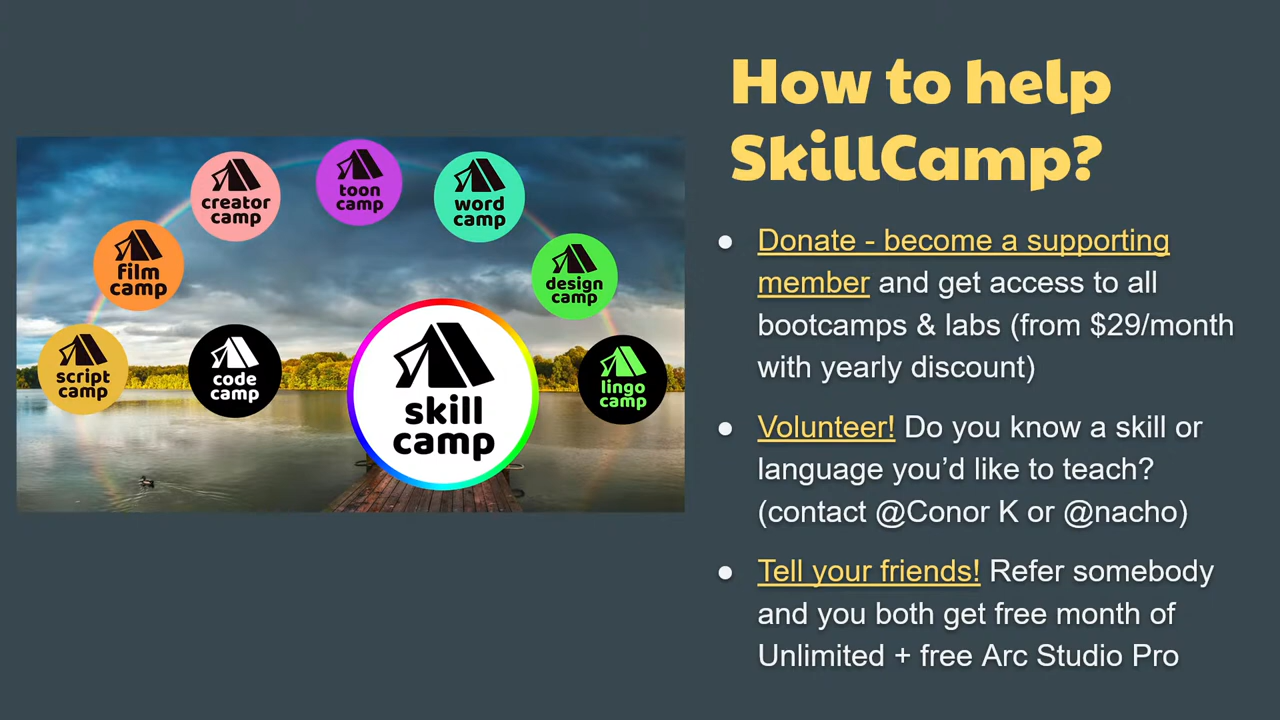 How to help
SkillCamp?
creator
camp
toon
camp
word
camp
film
camp
design
camp
script
camp
code
camp
skill
camp
lingo
camp
● Donate - become a supporting
member and get access to all
bootcamps & labs (from $29/month
with yearly discount)
● Volunteer! Do you know a skill or
language you’d like to teach?
(contact @Conor K or @nacho)
● Tell your friends! Refer somebody
and you both get free month of
Unlimited + free Arc Studio Pro